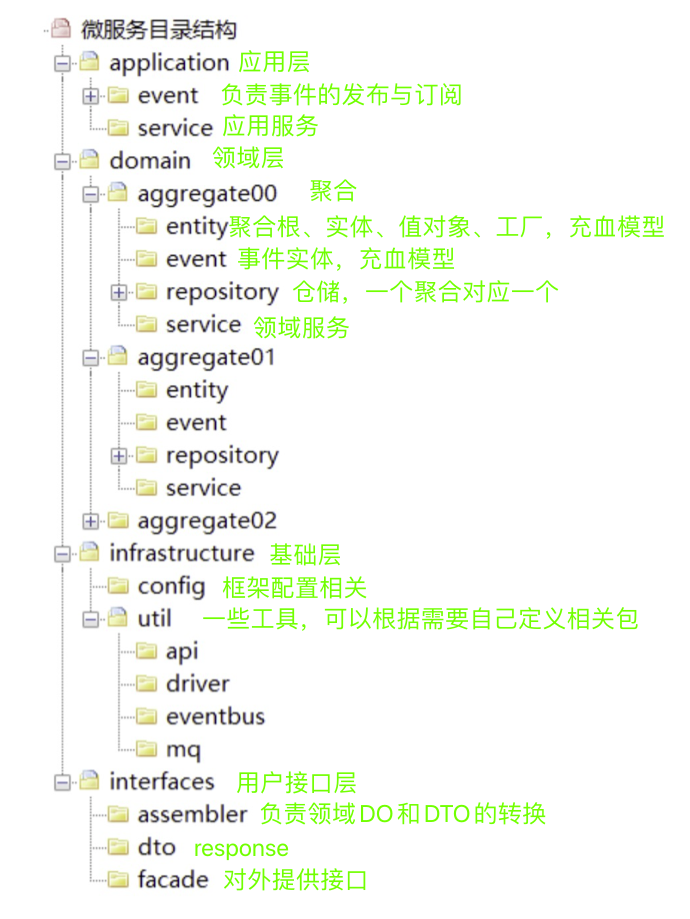 微服务目录结构
application 应用层
event 负责事件的发布与订阅
service 应用服务
domain 领域层
aggregate00 聚合
entity聚合根、实体、值对象、工厂，充血模型
event 事件实体，充血模型
repository 仓储，一个聚合对应一个
service 领域服务
aggregate01
entity
event
repository
service
aggregate02
infrastructure 基础层
config 框架配置相关
util 一些工具，可以根据需要自己定义相关包
api
driver
eventbus
mq
interfaces 用户接口层
assembler 负责领域DO和DTO的转换
dto response
facade 对外提供接口